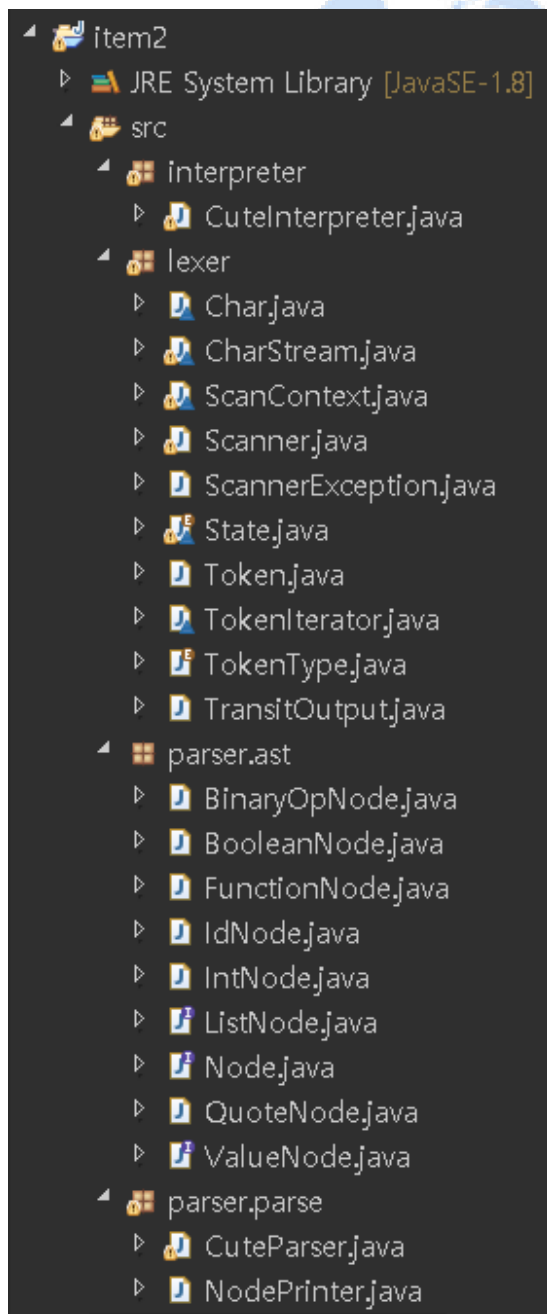 item2
JRE System Library [JavaSE-1.8]
src
interpreter
CuteInterpreter.java
lexer
Char.java
CharStream.java
ScanContext.java
Scanner.java
ScannerException.java
State.java
Token.java
TokenIterator.java
TokenType.java
TransitOutput.java
parser.ast
BinaryOpNode.java
BooleanNode.java
FunctionNode.java
IdNode.java
IntNode.java
ListNode.java
Node.java
QuoteNode.java
ValueNode.java
parser.parse
CuteParser.java
NodePrinter.java